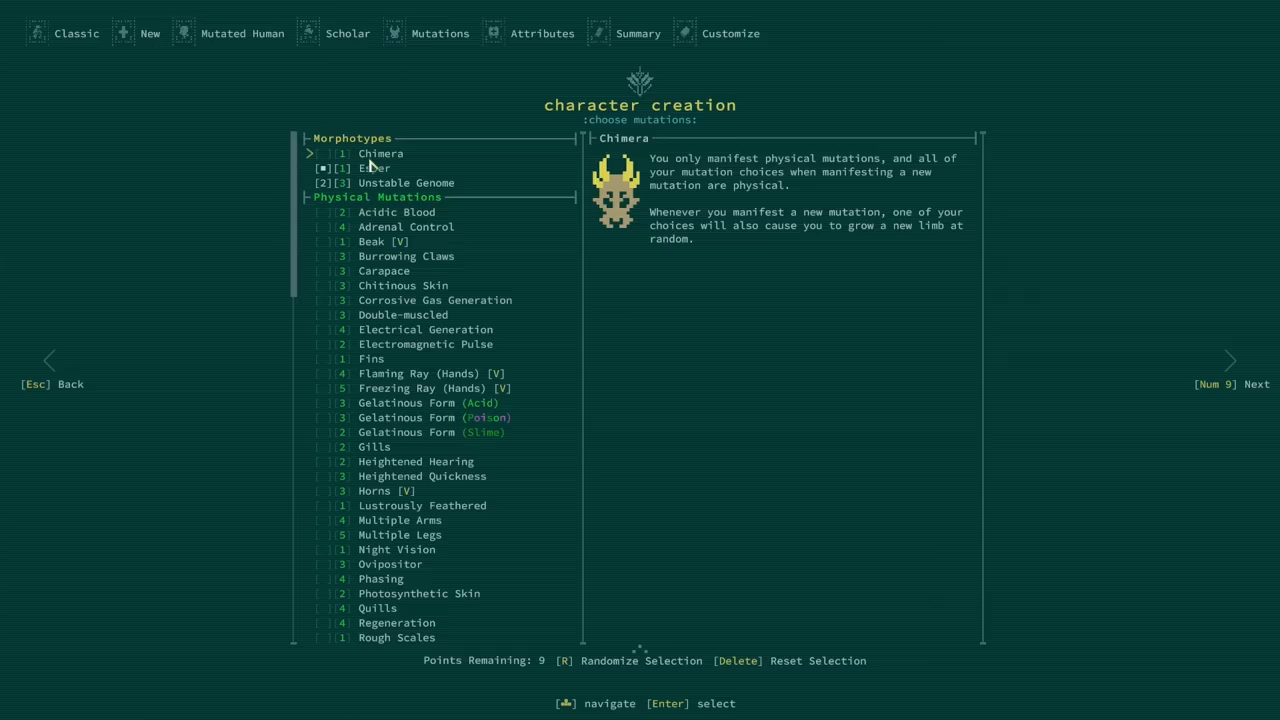 Classic New Mutated Human Scholar Mutations Attributes Summary Customize
character creation
:choose mutations:
Morphotypes
> [ ][1] Chimera
[■][1] Esper
[2][3] Unstable Genome
Physical Mutations
[ ][2] Acidic Blood
[ ][4] Adrenal Control
[ ][1] Beak [V]
[ ][3] Burrowing Claws
[ ][3] Carapace
[ ][3] Chitinous Skin
[ ][3] Corrosive Gas Generation
[ ][3] Double-muscled
[ ][4] Electrical Generation
[ ][2] Electromagnetic Pulse
[ ][1] Fins
[ ][4] Flaming Ray (Hands) [V]
[ ][5] Freezing Ray (Hands) [V]
[ ][3] Gelatinous Form (Acid)
[ ][3] Gelatinous Form (Poison)
[ ][2] Gelatinous Form (Slime)
[ ][2] Gills
[ ][2] Heightened Hearing
[ ][3] Heightened Quickness
[ ][3] Horns [V]
[ ][1] Lustrously Feathered
[ ][4] Multiple Arms
[ ][5] Multiple Legs
[ ][1] Night Vision
[ ][3] Ovipositor
[ ][4] Phasing
[ ][2] Photosynthetic Skin
[ ][4] Quills
[ ][4] Regeneration
[ ][1] Rough Scales
Chimera
You only manifest physical mutations, and all of
your mutation choices when manifesting a new
mutation are physical.
Whenever you manifest a new mutation, one of your
choices will also cause you to grow a new limb at
random.
[Esc] Back
[Num 9] Next
Points Remaining: 9 [R] Randomize Selection [Delete] Reset Selection
navigate [Enter] select